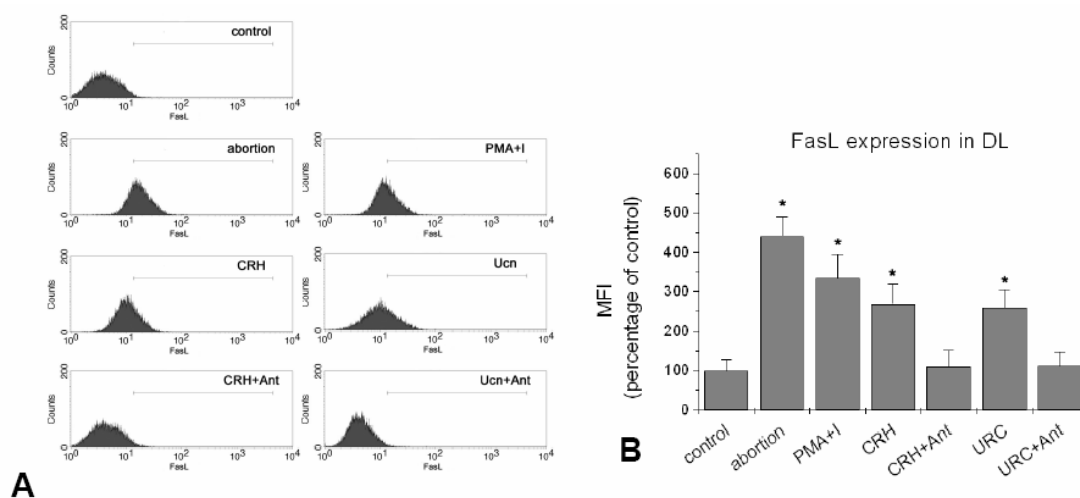 200
Counts
0
control
10^0 10^1 10^2 10^3 10^4
FasL
200
Counts
0
abortion
10^0 10^1 10^2 10^3 10^4
FasL
200
Counts
0
PMA+I
10^0 10^1 10^2 10^3 10^4
FasL
200
Counts
0
CRH
10^0 10^1 10^2 10^3 10^4
FasL
200
Counts
0
Ucn
10^0 10^1 10^2 10^3 10^4
FasL
200
Counts
0
CRH+Ant
10^0 10^1 10^2 10^3 10^4
FasL
200
Counts
0
Ucn+Ant
10^0 10^1 10^2 10^3 10^4
FasL
A
FasL expression in DL
MFI
(percentage of control)
600
500
400
300
200
100
0
* * * *
control abortion PMA+I CRH CRH+Ant URC URC+Ant
B